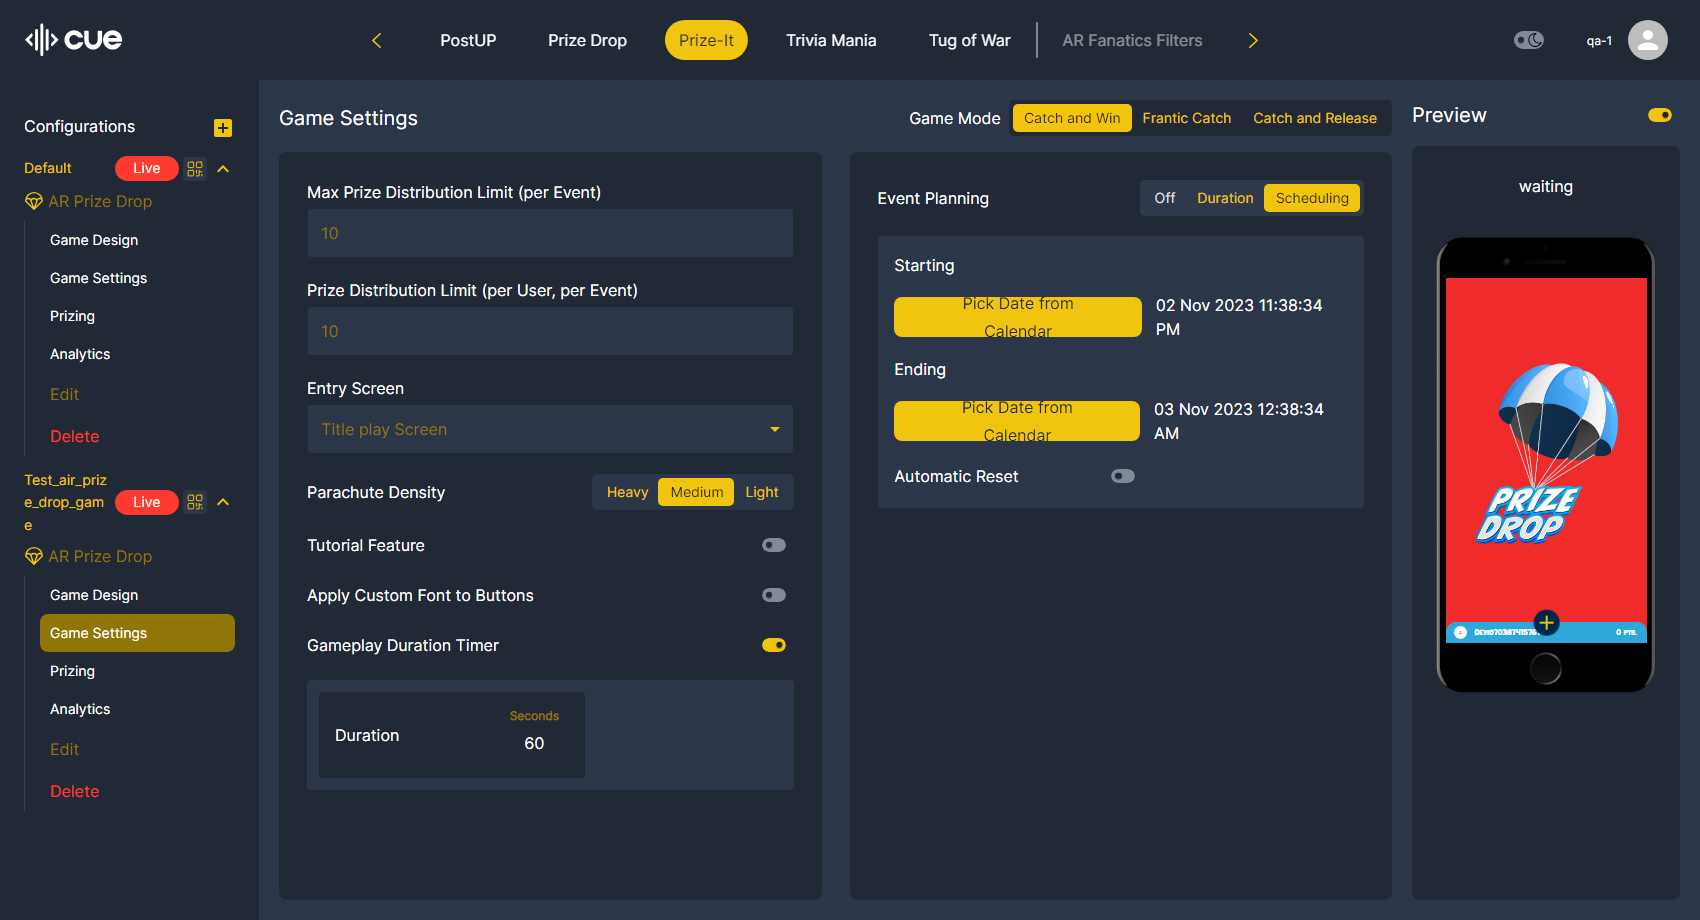 cue
PostUP
Prize Drop
Prize-It
Trivia Mania
Tug of War
AR Fanatics Filters
qa-1
Configurations
Default
Live
AR Prize Drop
Game Design
Game Settings
Prizing
Analytics
Edit
Delete
Test_air_priz
e_drop_gam
e
Live
AR Prize Drop
Game Design
Game Settings
Prizing
Analytics
Edit
Delete
Game Settings
Game Mode
Catch and Win
Frantic Catch
Catch and Release
Max Prize Distribution Limit (per Event)
10
Prize Distribution Limit (per User, per Event)
10
Entry Screen
Title play Screen
Parachute Density
Heavy
Medium
Light
Tutorial Feature
Apply Custom Font to Buttons
Gameplay Duration Timer
Duration
Seconds
60
Event Planning
Off
Duration
Scheduling
Starting
Pick Date from
Calendar
02 Nov 2023 11:38:34
PM
Ending
Pick Date from
Calendar
03 Nov 2023 12:38:34
AM
Automatic Reset
Preview
waiting
PRIZE
DROP
0 PTS.